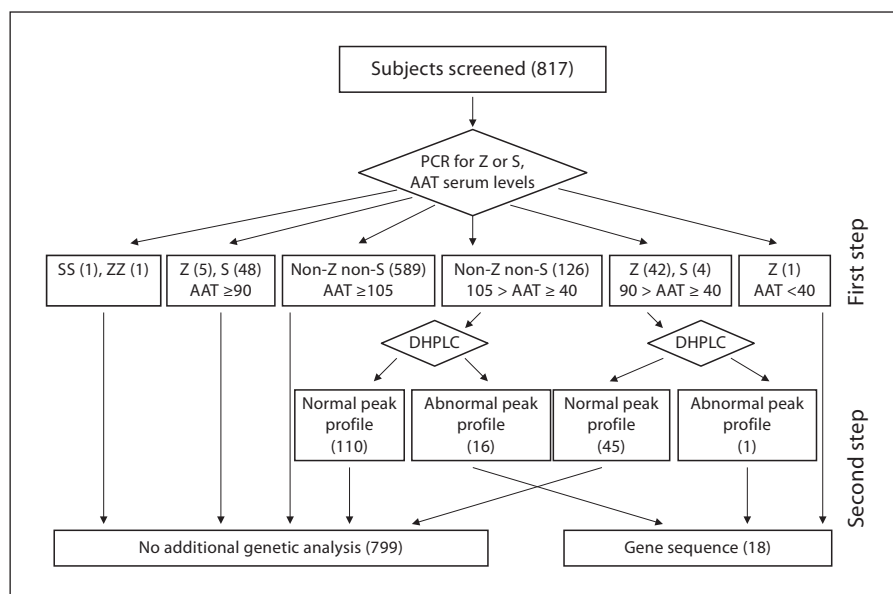 Subjects screened (817)
PCR for Z or S,
AAT serum levels
SS (1), ZZ (1)
Z (5), S (48)
AAT ≥90
Non-Z non-S (589)
AAT ≥105
Non-Z non-S (126)
105 > AAT ≥ 40
Z (42), S (4)
90 > AAT ≥ 40
Z (1)
AAT <40
First step
DHPLC
DHPLC
Normal peak
profile
(110)
Abnormal peak
profile
(16)
Normal peak
profile
(45)
Abnormal peak
profile
(1)
Second step
No additional genetic analysis (799)
Gene sequence (18)